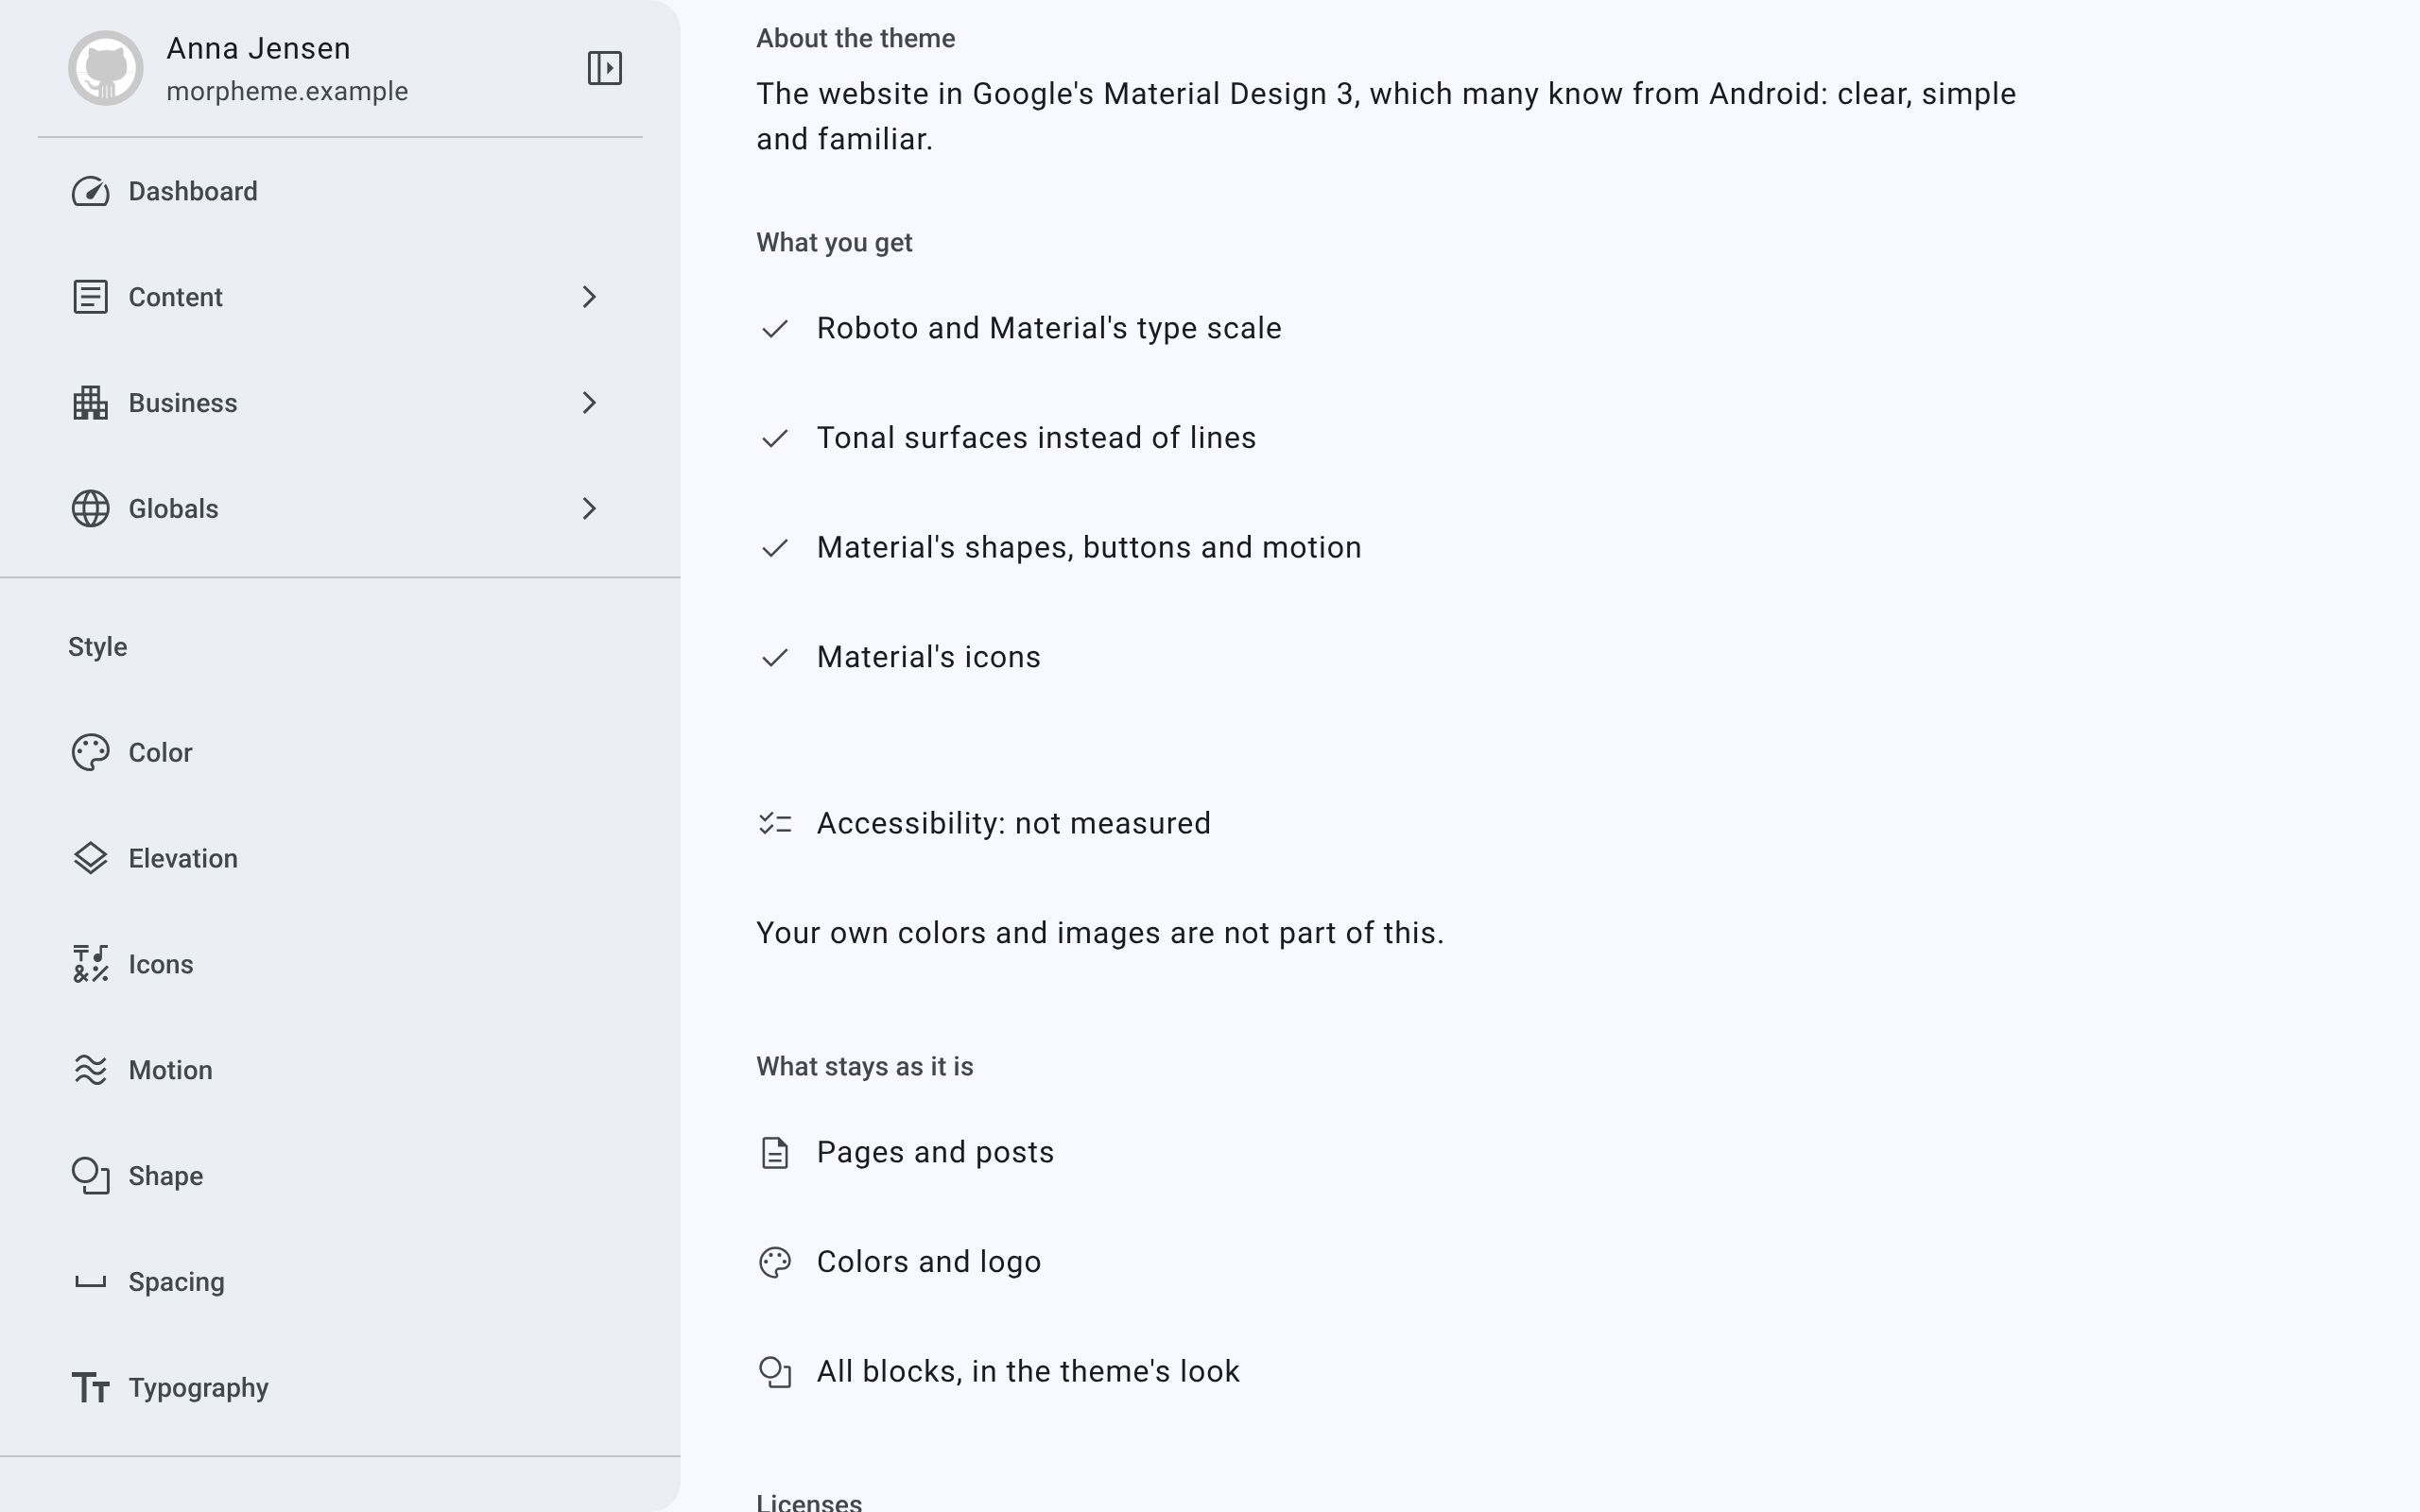 Anna Jensen
morpheme.example
Dashboard
Content
Business
Globals
Style
Color
Elevation
Icons
Motion
Shape
Spacing
Typography
About the theme
The website in Google's Material Design 3, which many know from Android: clear, simple
and familiar.
What you get
Roboto and Material's type scale
Tonal surfaces instead of lines
Material's shapes, buttons and motion
Material's icons
Accessibility: not measured
Your own colors and images are not part of this.
What stays as it is
Pages and posts
Colors and logo
All blocks, in the theme's look
Licenses